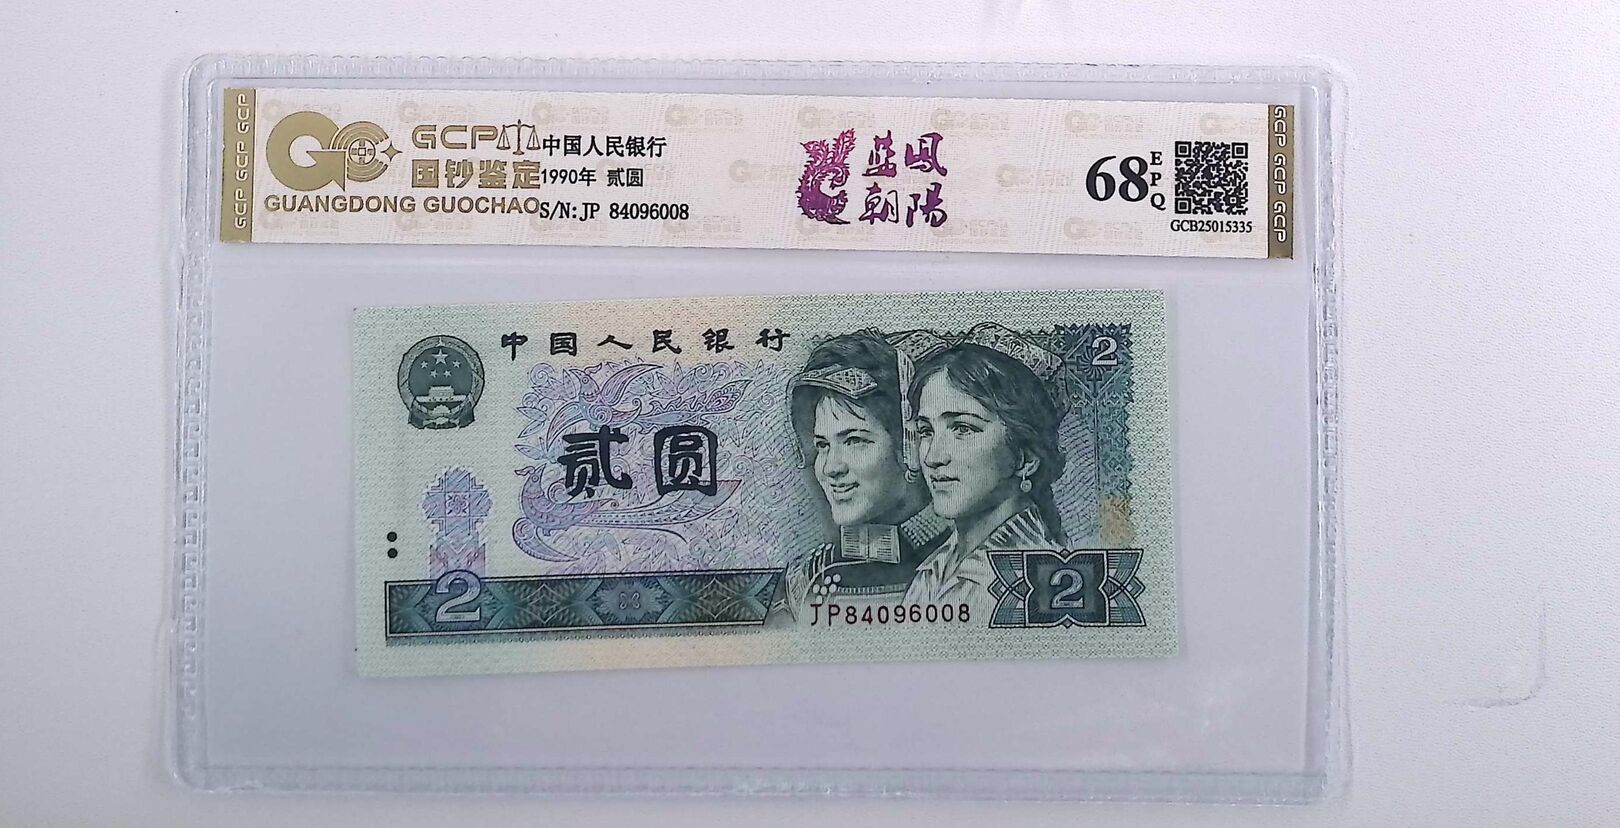 GCP GCP GCP
GCP
国钞鉴定
GUANGDONG GUOCHAO
中国人民银行
1990年 贰圆
S/N: JP 84096008
蓝凤
朝阳
68 EPQ
GCB25015335
GCP GCP GCP
中国人民银行
2
贰圆
2
JP84096008
2